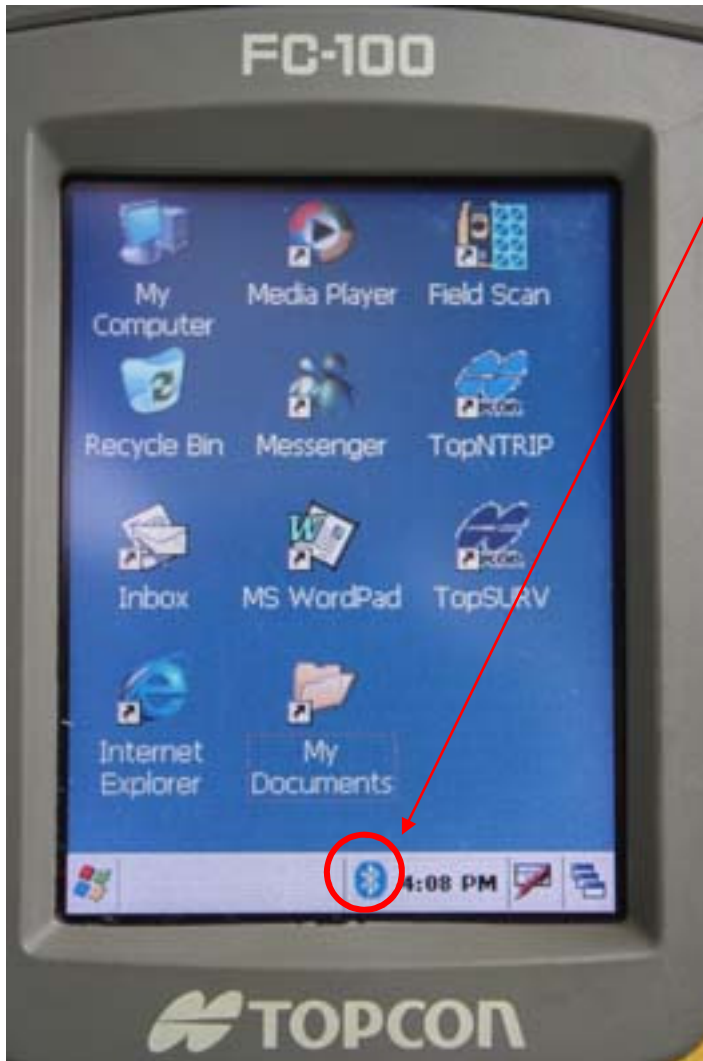 FC-100
My Computer
Media Player
Field Scan
Recycle Bin
Messenger
TopNTRIP
Inbox
MS WordPad
TopSURV
Internet Explorer
My Documents
4:08 PM
TOPCON